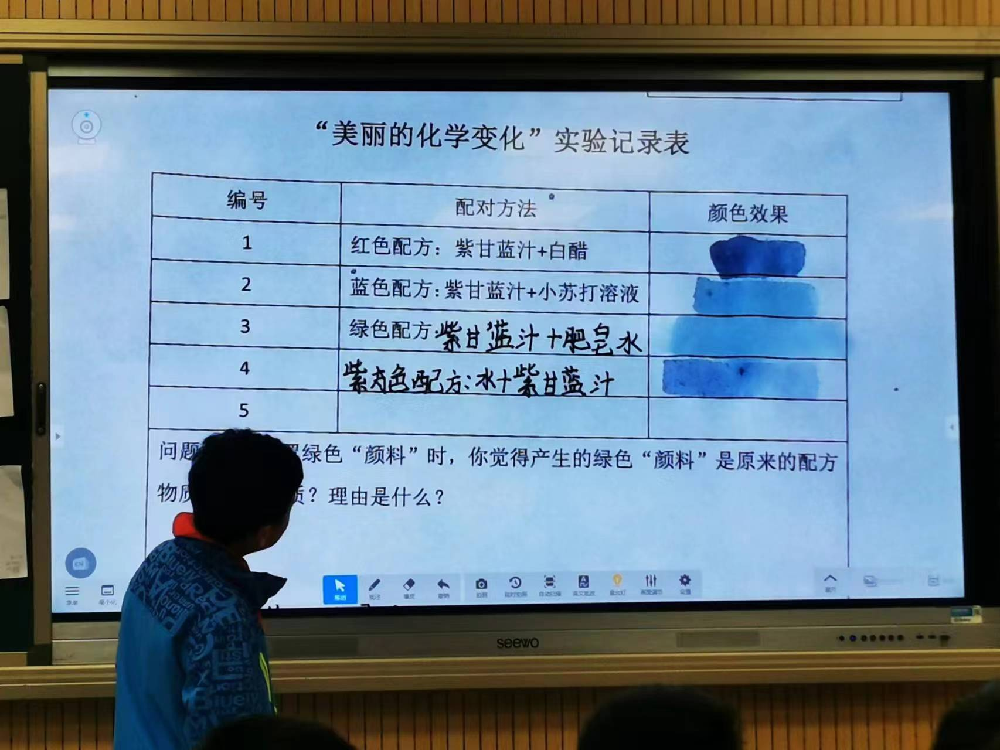 “美丽的化学变化”实验记录表
编号 配对方法 颜色效果
1 红色配方：紫甘蓝汁+白醋
2 蓝色配方：紫甘蓝汁+小苏打溶液
3 绿色配方：紫甘蓝汁+肥皂水
4 紫色配方：水+紫甘蓝汁
5
问题 绿色“颜料”时，你觉得产生的绿色“颜料”是原来的配方
物质 质？理由是什么？
seewo